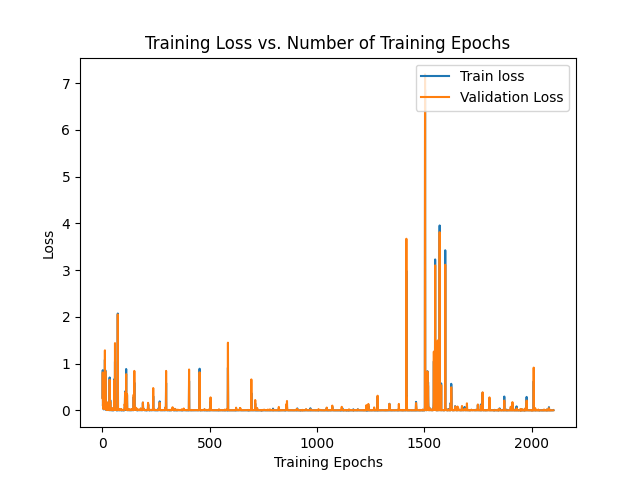 Training Loss vs. Number of Training Epochs
Train loss
Validation Loss
7
6
5
4
3
2
1
0
Loss
0
500
1000
1500
2000
Training Epochs